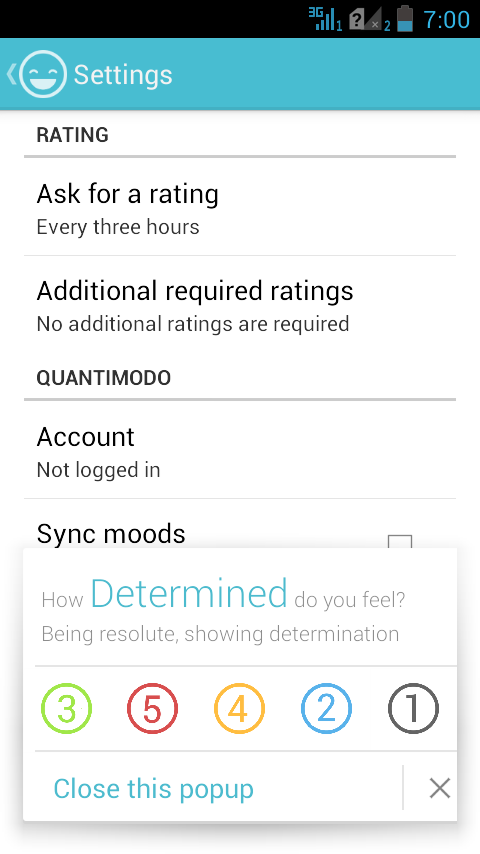 3G 1 ? 2 7:00
Settings
RATING
Ask for a rating
Every three hours
Additional required ratings
No additional ratings are required
QUANTIMODO
Account
Not logged in
Sync moods
How Determined do you feel?
Being resolute, showing determination
3 5 4 2 1
Close this popup